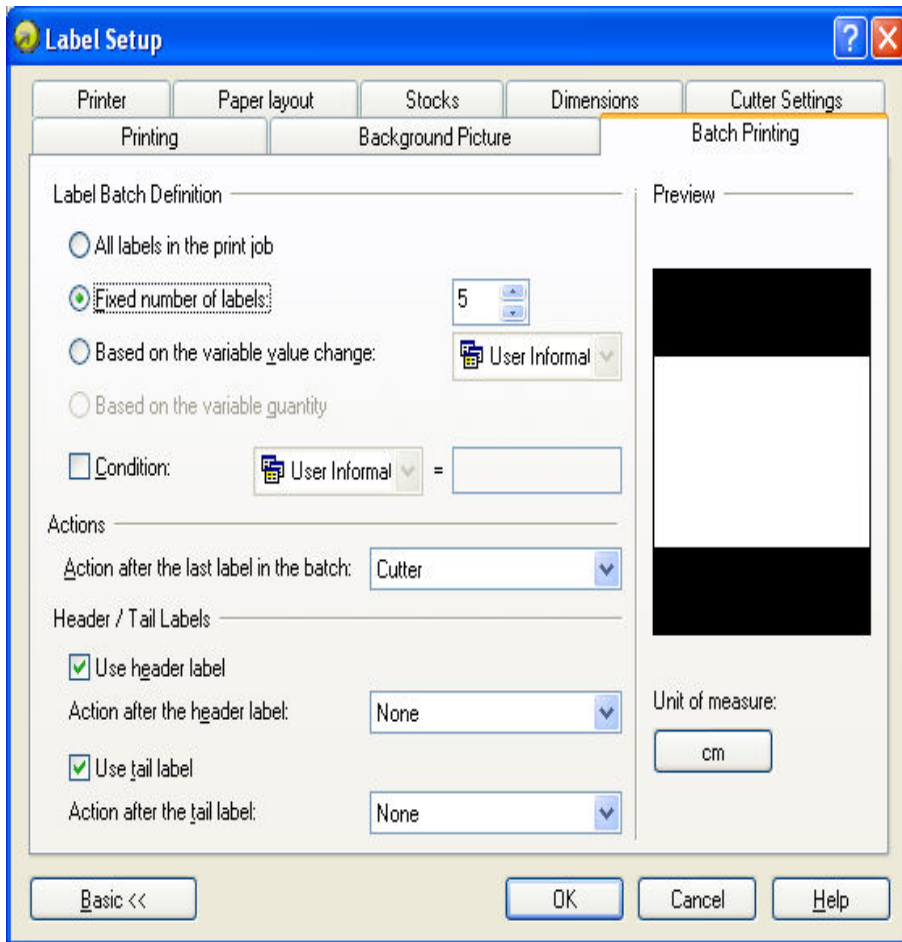 Label Setup
Printer Paper layout Stocks Dimensions Cutter Settings
Printing Background Picture Batch Printing
Label Batch Definition Preview
All labels in the print job
Fixed number of labels: 5
Based on the variable value change: User Informat
Based on the variable quantity
Condition: User Informat =
Actions
Action after the last label in the batch: Cutter
Header / Tail Labels
Use header label
Action after the header label: None
Unit of measure:
cm
Use tail label
Action after the tail label: None
Basic << OK Cancel Help